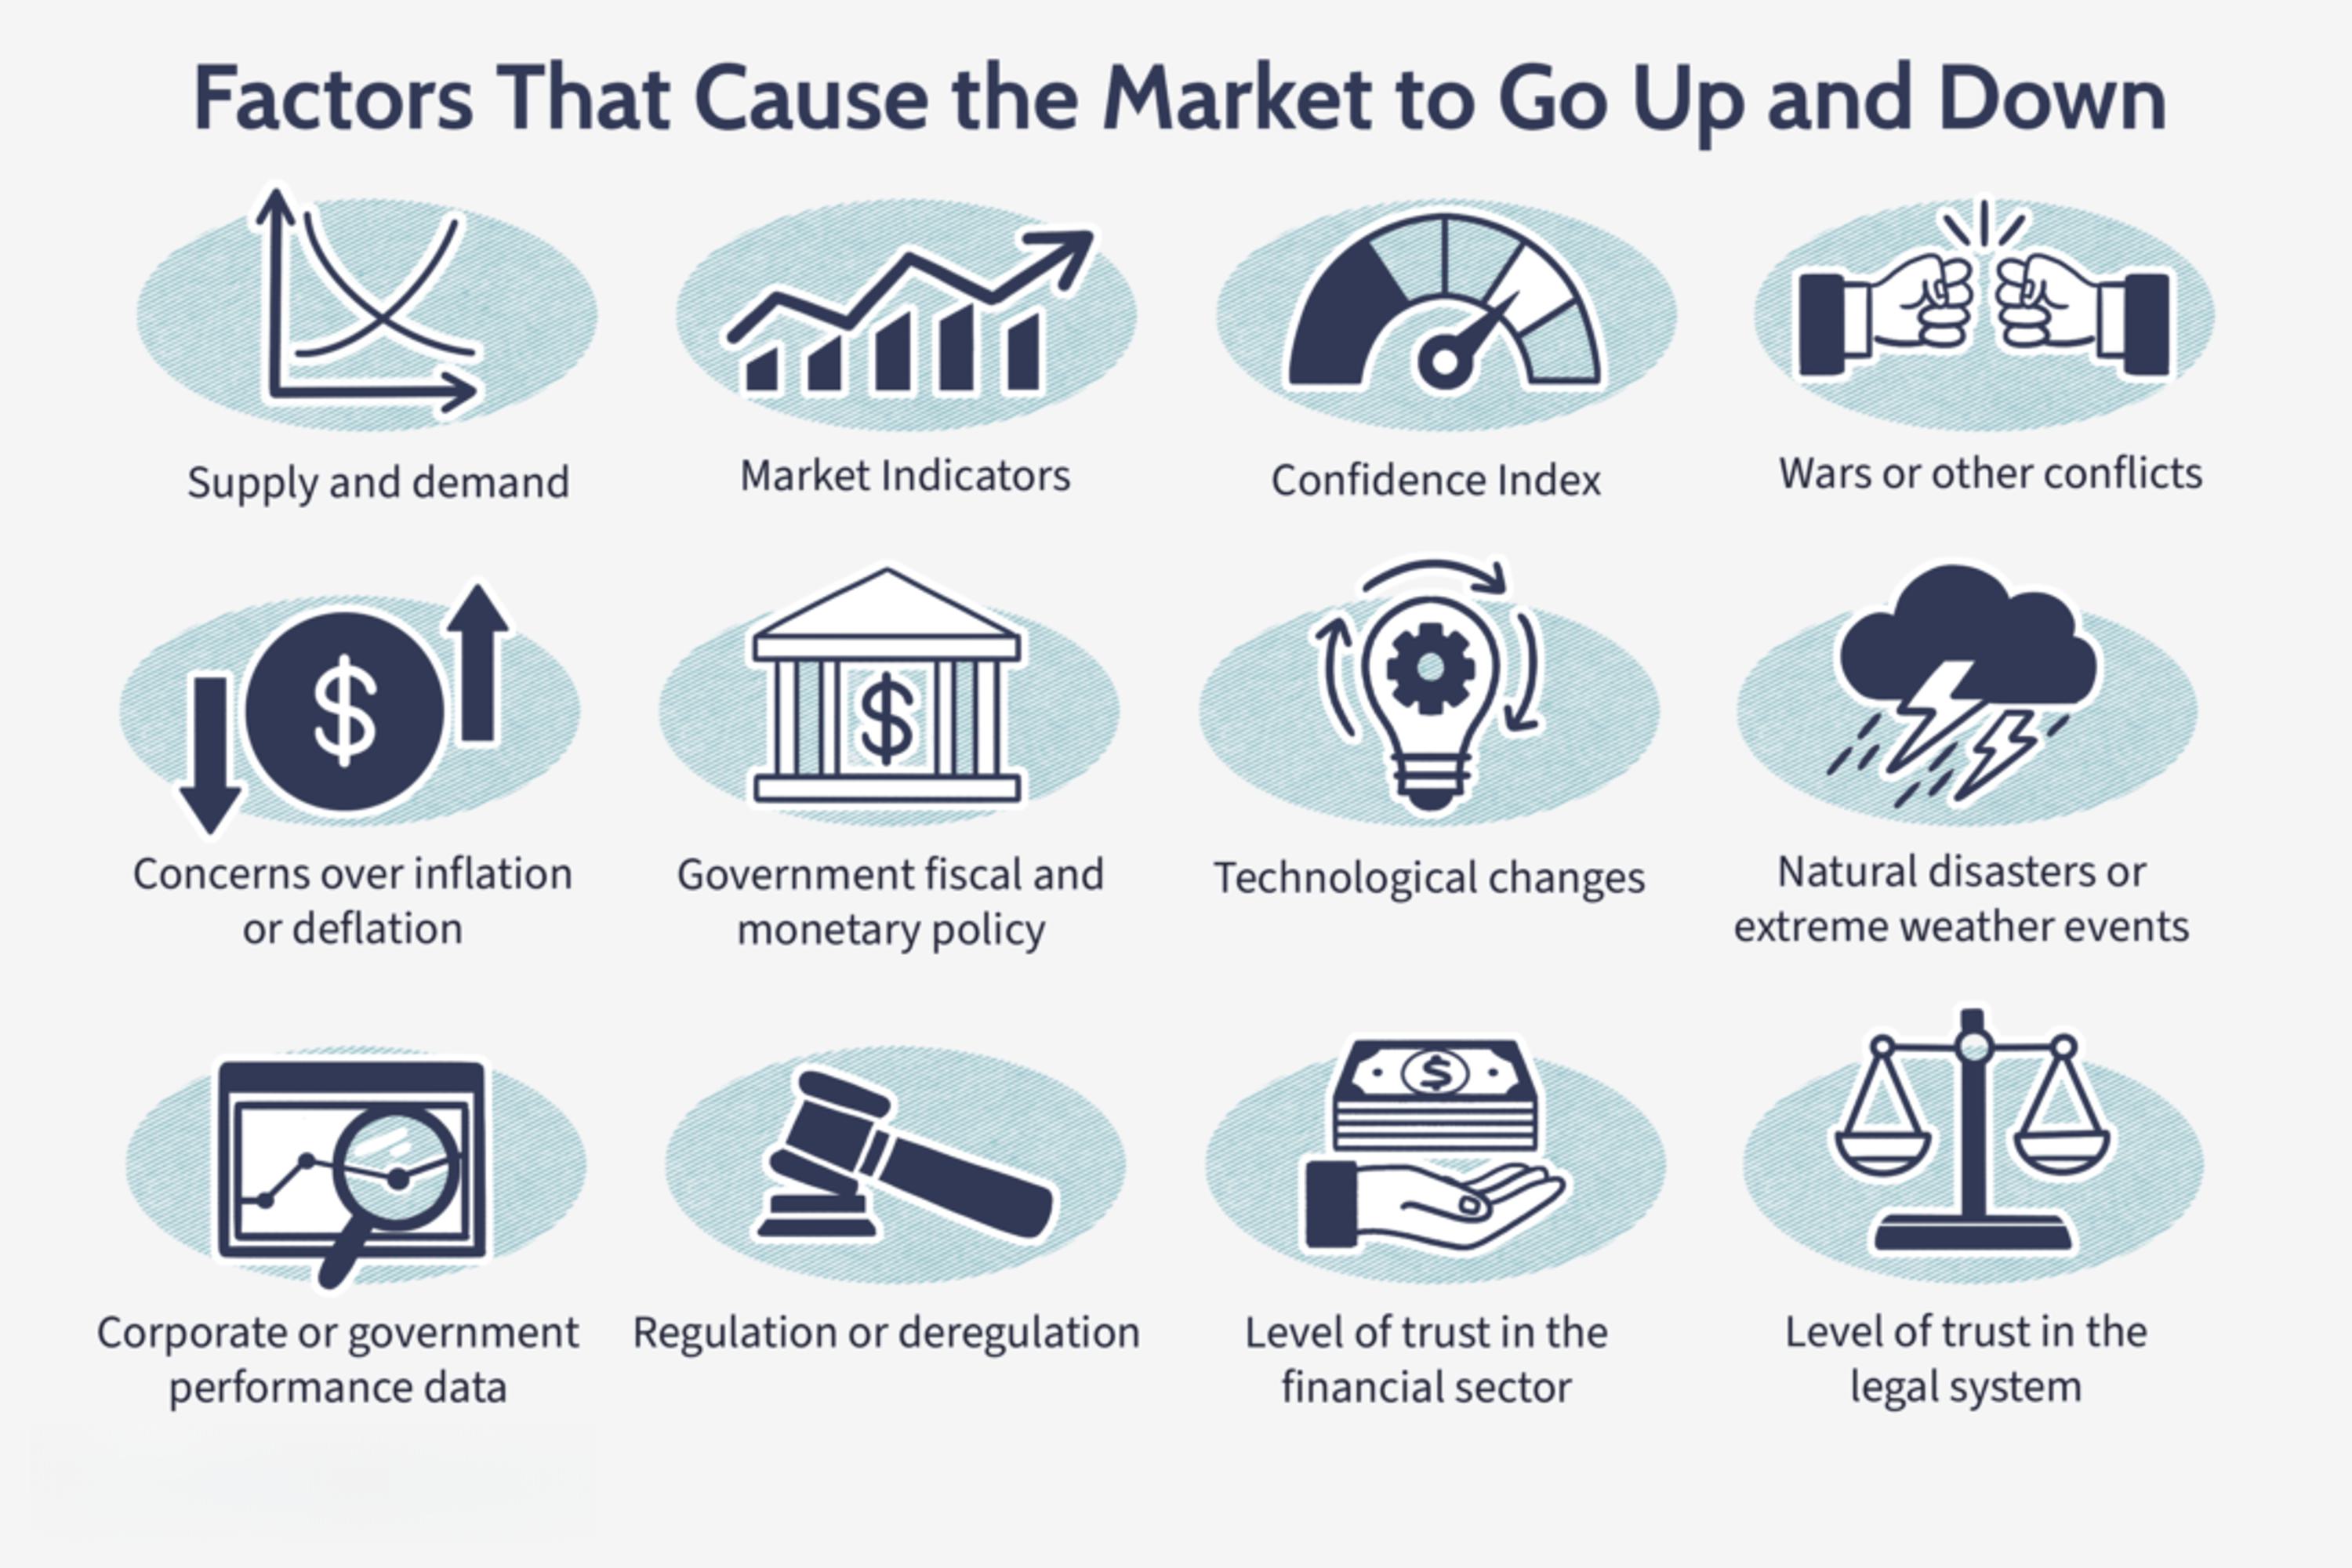 Factors That Cause the Market to Go Up and Down
Supply and demand
Market Indicators
Confidence Index
Wars or other conflicts
Concerns over inflation
or deflation
Government fiscal and
monetary policy
Technological changes
Natural disasters or
extreme weather events
Corporate or government
performance data
Regulation or deregulation
Level of trust in the
financial sector
Level of trust in the
legal system
$
$
$